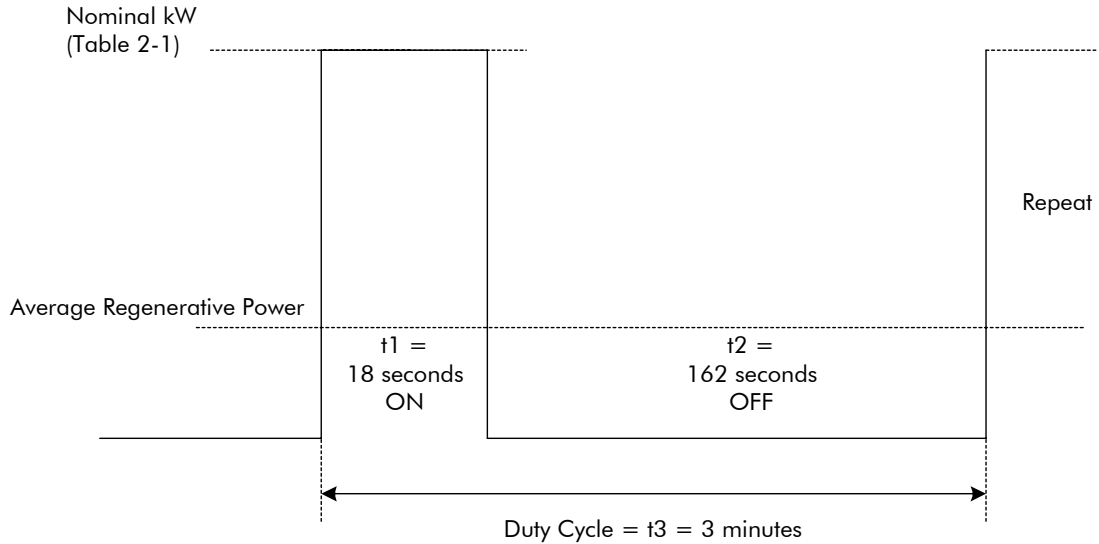 Nominal kW
(Table 2-1)
Repeat
Average Regenerative Power
t1 =
18 seconds
ON
t2 =
162 seconds
OFF
Duty Cycle = t3 = 3 minutes